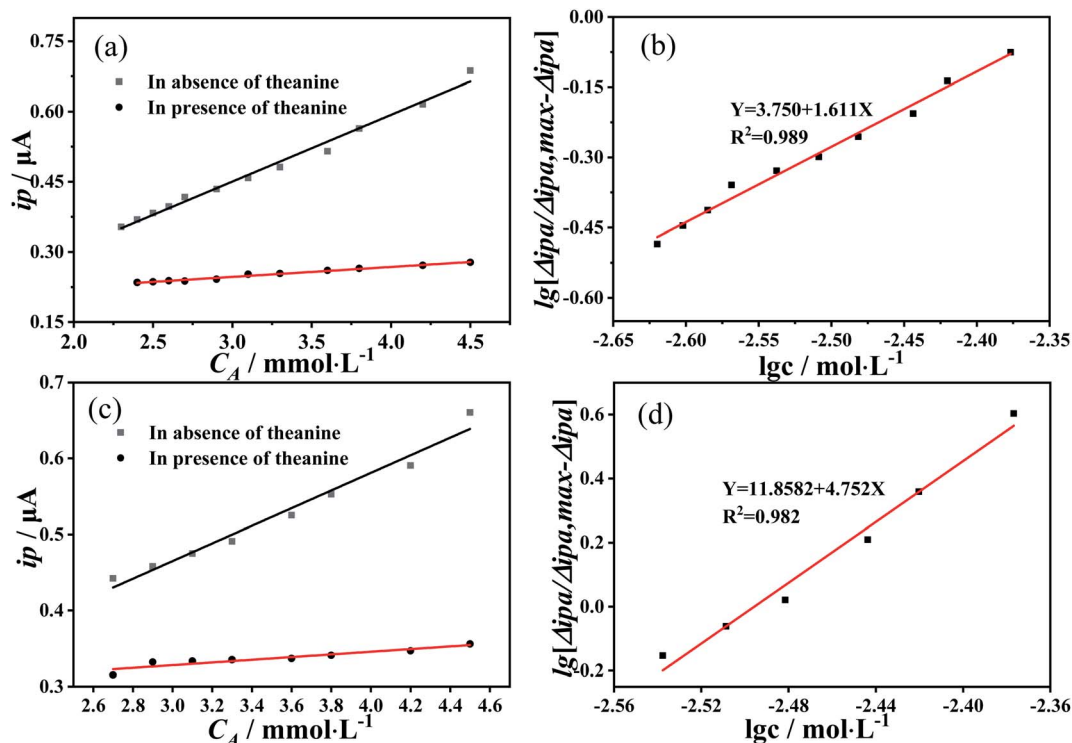 (a)
In absence of theanine
In presence of theanine
0.75
0.60
0.45
0.30
0.15
ip / μA
2.0 2.5 3.0 3.5 4.0 4.5
C_A / mmol·L⁻¹
(b)
Y=3.750+1.611X
R²=0.989
0.00
-0.15
-0.30
-0.45
-0.60
lg[Δipa/Δipa,max-Δipa]
-2.65 -2.60 -2.55 -2.50 -2.45 -2.40 -2.35
lgc / mol·L⁻¹
(c)
In absence of theanine
In presence of theanine
0.7
0.6
0.5
0.4
0.3
ip / μA
2.6 2.8 3.0 3.2 3.4 3.6 3.8 4.0 4.2 4.4 4.6
C_A / mmol·L⁻¹
(d)
Y=11.8582+4.752X
R²=0.982
0.6
0.4
0.2
0.0
-0.2
lg[Δipa/Δipa,max-Δipa]
-2.56 -2.52 -2.48 -2.44 -2.40 -2.36
lgc / mol·L⁻¹